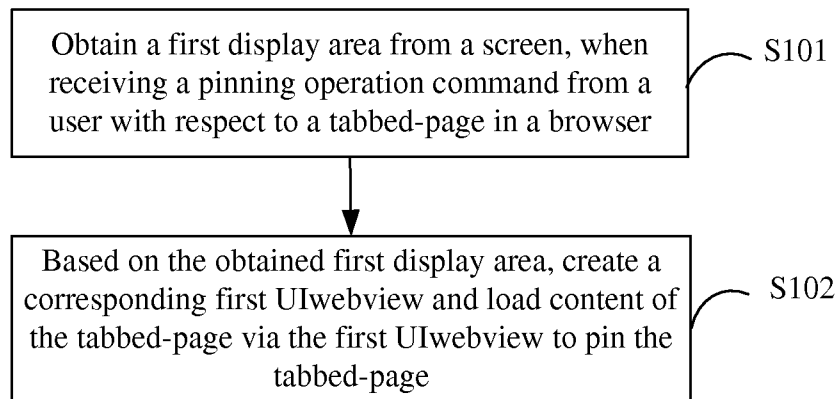 Obtain a first display area from a screen, when
receiving a pinning operation command from a
user with respect to a tabbed-page in a browser
S101
Based on the obtained first display area, create a
corresponding first UIwebview and load content of
the tabbed-page via the first UIwebview to pin the
tabbed-page
S102